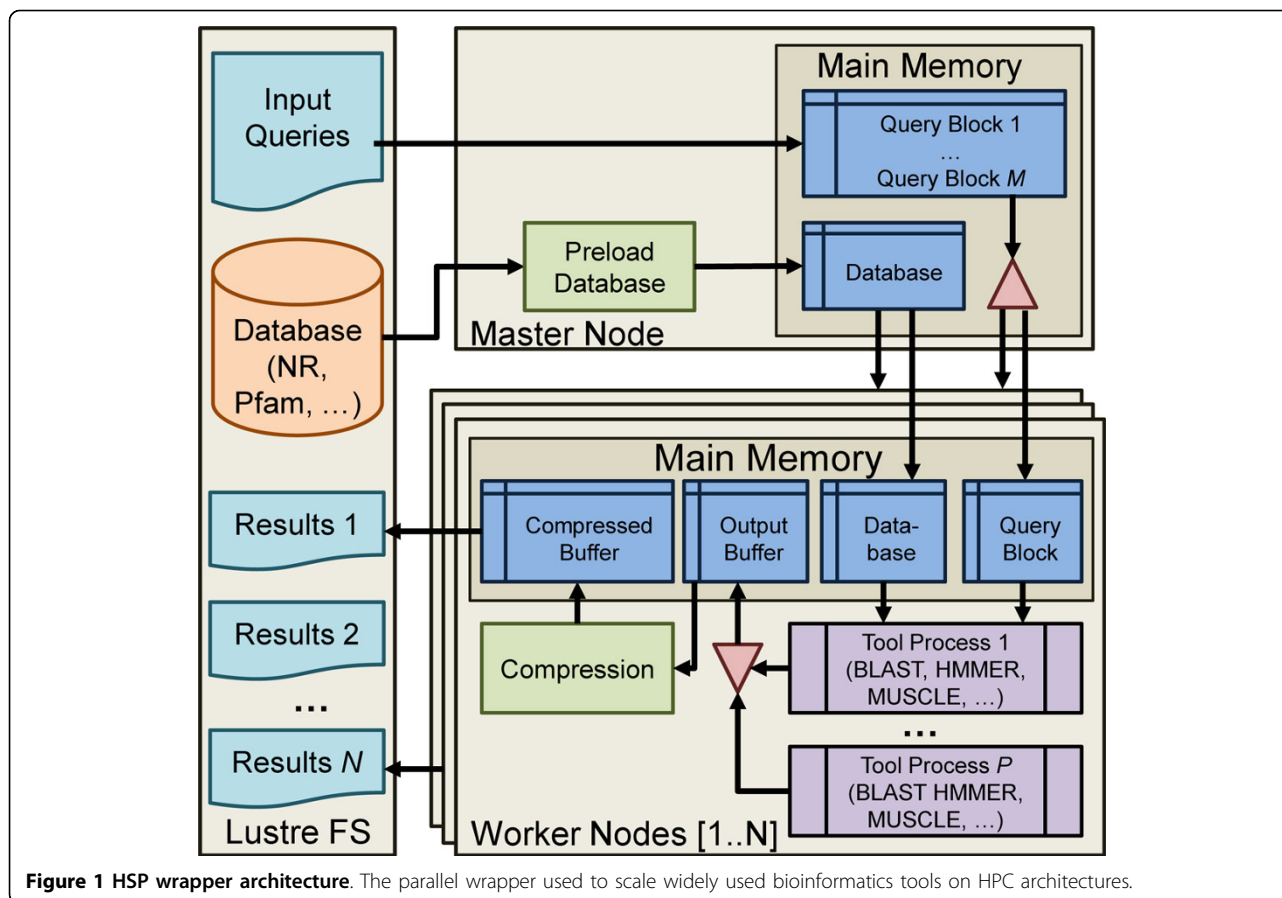 Input
Queries
Database
(NR,
Pfam, ...)
Results 1
Results 2
...
Results N
Lustre FS
Main Memory
Query Block 1
...
Query Block M
Preload
Database
Database
Master Node
Main Memory
Compressed
Buffer
Output
Buffer
Data-
base
Query
Block
Compression
Tool Process 1
(BLAST, HMMER,
MUSCLE, ...)
...
Tool Process P
(BLAST HMMER,
MUSCLE, ...)
Worker Nodes [1..N]
Figure 1 HSP wrapper architecture. The parallel wrapper used to scale widely used bioinformatics tools on HPC architectures.